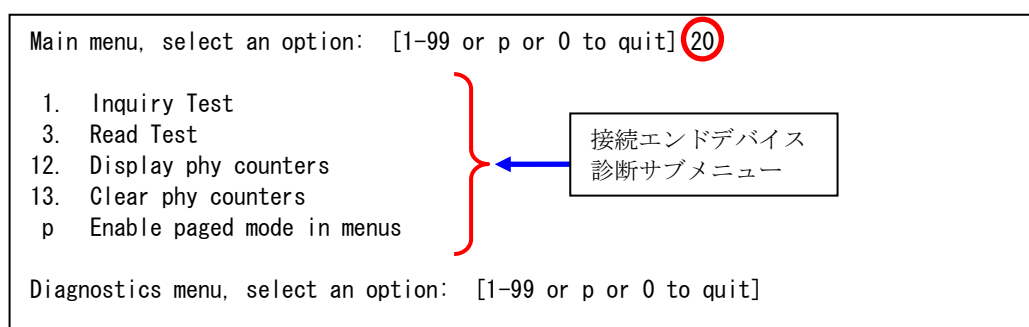 Main menu, select an option:  [1-99 or p or 0 to quit] 20
1.  Inquiry Test
3.  Read Test
12.  Display phy counters
13.  Clear phy counters
p  Enable paged mode in menus
接続エンドデバイス
診断サブメニュー
Diagnostics menu, select an option:  [1-99 or p or 0 to quit]